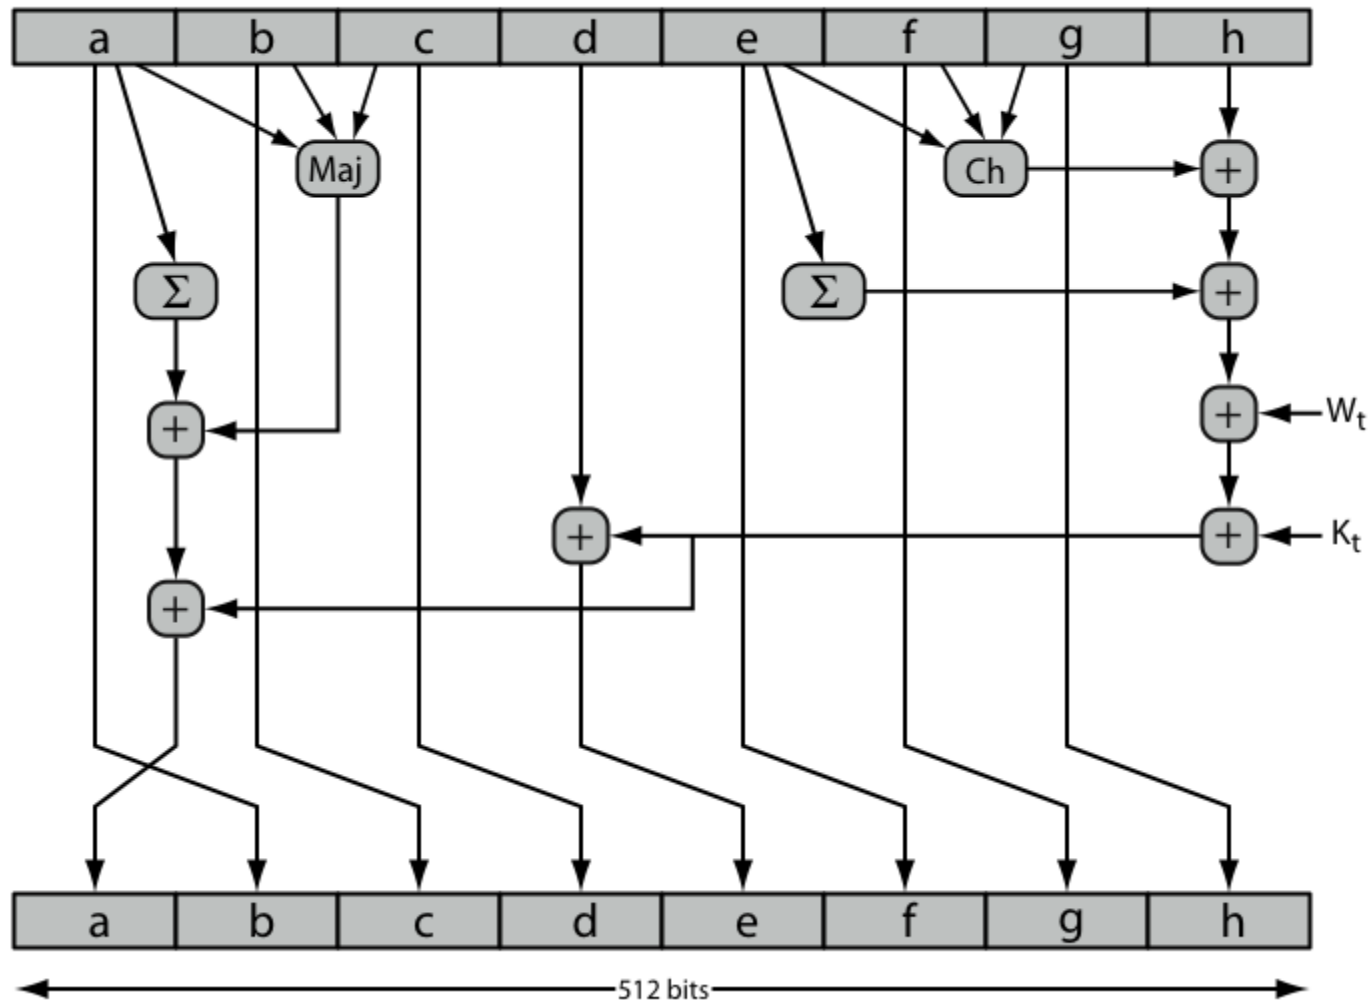 a b c d e f g h
Maj Ch +
Σ Σ +
+ + Wt
+ + Kt
+
a b c d e f g h
512 bits